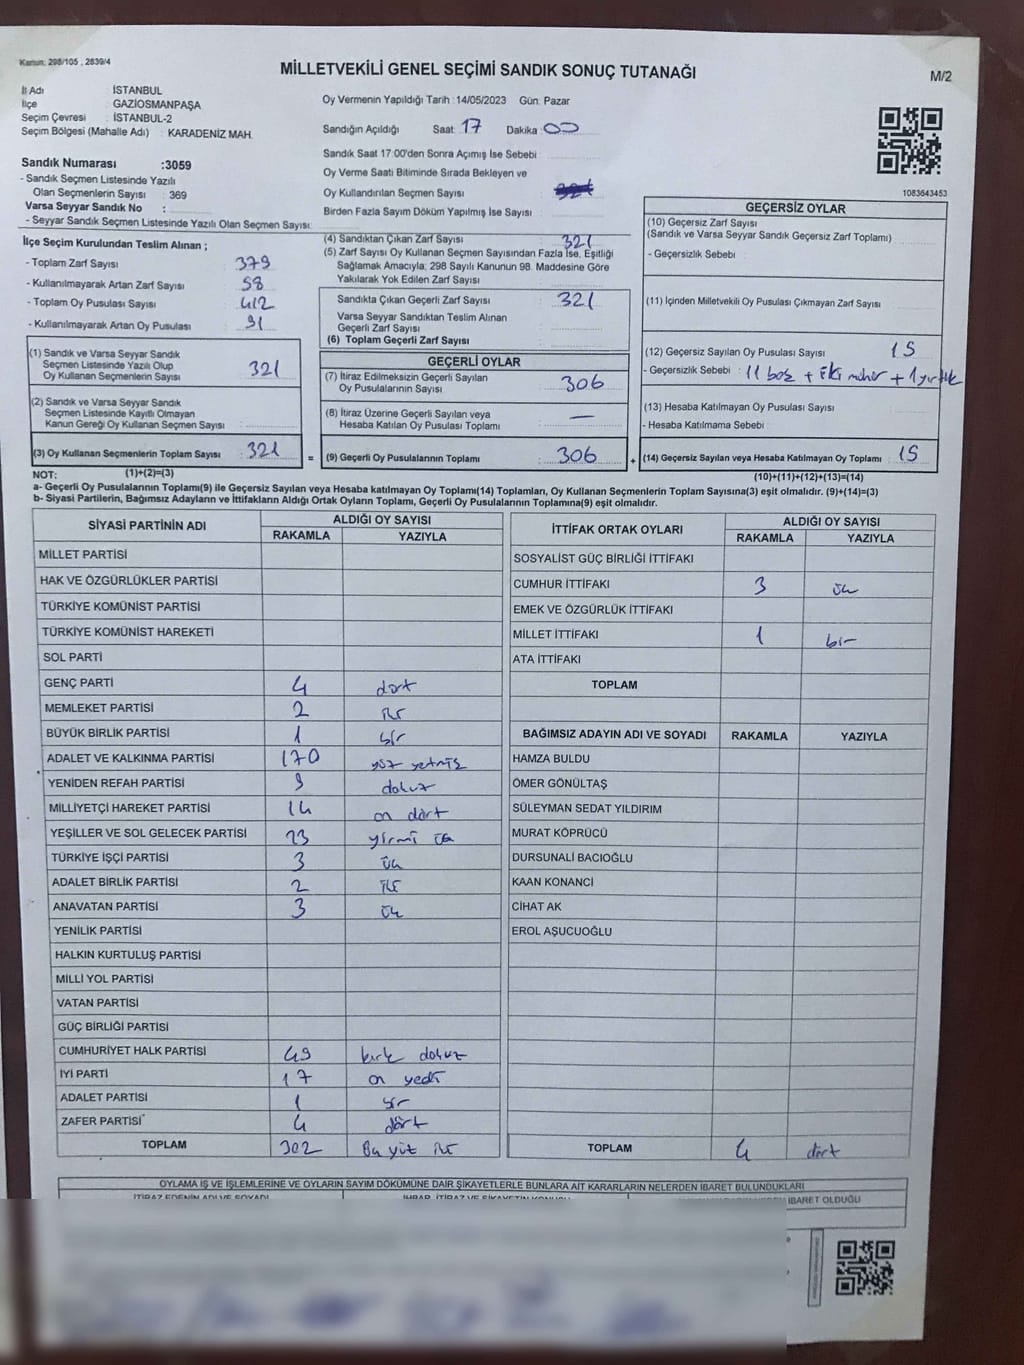 Kanun: 298/105 , 2839/4
MİLLETVEKİLİ GENEL SEÇİMİ SANDIK SONUÇ TUTANAĞI
M/2
İl Adı : İSTANBUL
İlçe : GAZİOSMANPAŞA
Seçim Çevresi : İSTANBUL-2
Seçim Bölgesi (Mahalle Adı) : KARADENİZ MAH.
Sandık Numarası :3059
- Sandık Seçmen Listesinde Yazılı
Olan Seçmenlerin Sayısı : 369
Varsa Seyyar Sandık No :
- Seyyar Sandık Seçmen Listesinde Yazılı Olan Seçmen Sayısı:
Oy Vermenin Yapıldığı Tarih :14/05/2023 Gün: Pazar
Sandığın Açıldığı Saat 17 Dakika 00
Sandık Saat 17:00'den Sonra Açılmış İse Sebebi :
Oy Verme Saati Bitiminde Sırada Bekleyen ve
Oy Kullandırılan Seçmen Sayısı :
Birden Fazla Sayım Döküm Yapılmış İse Sayısı :
1083643453
İlçe Seçim Kurulundan Teslim Alınan ;
- Toplam Zarf Sayısı : 379
- Kullanılmayarak Artan Zarf Sayısı : 58
- Toplam Oy Pusulası Sayısı : 412
- Kullanılmayarak Artan Oy Pusulası : 91
(1) Sandık ve Varsa Seyyar Sandık
Seçmen Listesinde Yazılı Olup
Oy Kullanan Seçmenlerin Sayısı : 321
(2) Sandık ve Varsa Seyyar Sandık
Seçmen Listesinde Kayıtlı Olmayan
Kanun Gereği Oy Kullanan Seçmen Sayısı :
(3) Oy Kullanan Seçmenlerin Toplam Sayısı : 321
(1)+(2)=(3)
(4) Sandıktan Çıkan Zarf Sayısı : 321
(5) Zarf Sayısı Oy Kullanan Seçmen Sayısından Fazla İse, Eşitliği
Sağlamak Amacıyla; 298 Sayılı Kanunun 98. Maddesine Göre
Yakılarak Yok Edilen Zarf Sayısı :
Sandıkta Çıkan Geçerli Zarf Sayısı : 321
Varsa Seyyar Sandıktan Teslim Alınan
Geçerli Zarf Sayısı :
(6) Toplam Geçerli Zarf Sayısı :
GEÇERLİ OYLAR
(7) İtiraz Edilmeksizin Geçerli Sayılan
Oy Pusulalarının Sayısı : 306
(8) İtiraz Üzerine Geçerli Sayılan veya
Hesaba Katılan Oy Pusulası Toplamı : —
= (9) Geçerli Oy Pusulalarının Toplamı : 306
GEÇERSİZ OYLAR
(10) Geçersiz Zarf Sayısı
(Sandık ve Varsa Seyyar Sandık Geçersiz Zarf Toplamı) :
- Geçersizlik Sebebi :
(11) İçinden Milletvekili Oy Pusulası Çıkmayan Zarf Sayısı :
(12) Geçersiz Sayılan Oy Pusulası Sayısı : 15
- Geçersizlik Sebebi : 11 boş + iki mühür + 1 yırtık
(13) Hesaba Katılmayan Oy Pusulası Sayısı :
- Hesaba Katılmama Sebebi :
+ (14) Geçersiz Sayılan veya Hesaba Katılmayan Oy Toplamı : 15
(10)+(11)+(12)+(13)=(14)
NOT:
a- Geçerli Oy Pusulalarının Toplamı(9) ile Geçersiz Sayılan veya Hesaba katılmayan Oy Toplamı(14) Toplamları, Oy Kullanan Seçmenlerin Toplam Sayısına(3) eşit olmalıdır. (9)+(14)=(3)
b- Siyasi Partilerin, Bağımsız Adayların ve İttifakların Aldığı Ortak Oyların Toplamı, Geçerli Oy Pusulalarının Toplamına(9) eşit olmalıdır.
SİYASİ PARTİNİN ADI ALDIĞI OY SAYISI
RAKAMLA YAZIYLA
MİLLET PARTİSİ
HAK VE ÖZGÜRLÜKLER PARTİSİ
TÜRKİYE KOMÜNİST PARTİSİ
TÜRKİYE KOMÜNİST HAREKETİ
SOL PARTİ
GENÇ PARTİ 4 dört
MEMLEKET PARTİSİ 2 iki
BÜYÜK BİRLİK PARTİSİ 1 bir
ADALET VE KALKINMA PARTİSİ 170 yüz yetmiş
YENİDEN REFAH PARTİSİ 9 dokuz
MİLLİYETÇİ HAREKET PARTİSİ 14 on dört
YEŞİLLER VE SOL GELECEK PARTİSİ 23 yirmi üç
TÜRKİYE İŞÇİ PARTİSİ 3 üç
ADALET BİRLİK PARTİSİ 2 iki
ANAVATAN PARTİSİ 3 üç
YENİLİK PARTİSİ
HALKIN KURTULUŞ PARTİSİ
MİLLİ YOL PARTİSİ
VATAN PARTİSİ
GÜÇ BİRLİĞİ PARTİSİ
CUMHURİYET HALK PARTİSİ 49 kırk dokuz
İYİ PARTİ 17 on yedi
ADALET PARTİSİ 1 bir
ZAFER PARTİSİ 4 dört
TOPLAM 302 iki
İTTİFAK ORTAK OYLARI ALDIĞI OY SAYISI
RAKAMLA YAZIYLA
SOSYALİST GÜÇ BİRLİĞİ İTTİFAKI
CUMHUR İTTİFAKI 3 üç
EMEK VE ÖZGÜRLÜK İTTİFAKI
MİLLET İTTİFAKI 1 bir
ATA İTTİFAKI
TOPLAM
BAĞIMSIZ ADAYIN ADI VE SOYADI RAKAMLA YAZIYLA
HAMZA BULDU
ÖMER GÖNÜLTAŞ
SÜLEYMAN SEDAT YILDIRIM
MURAT KÖPRÜCÜ
DURSUNALİ BACIOĞLU
KAAN KONANCİ
CİHAT AK
EROL AŞUCUOĞLU
TOPLAM 4 dört
OYLAMA İŞ VE İŞLEMLERİNE VE OYLARIN SAYIM DÖKÜMÜNE DAİR ŞİKAYETLERLE BUNLARA AİT KARARLARIN NELERDEN İBARET BULUNDUKLARI
İTİRAZ EDENİN ADI VE SOYADI İHBAR, İTİRAZ VE ŞİKAYETİN KONUSU İBARET OLDUĞU